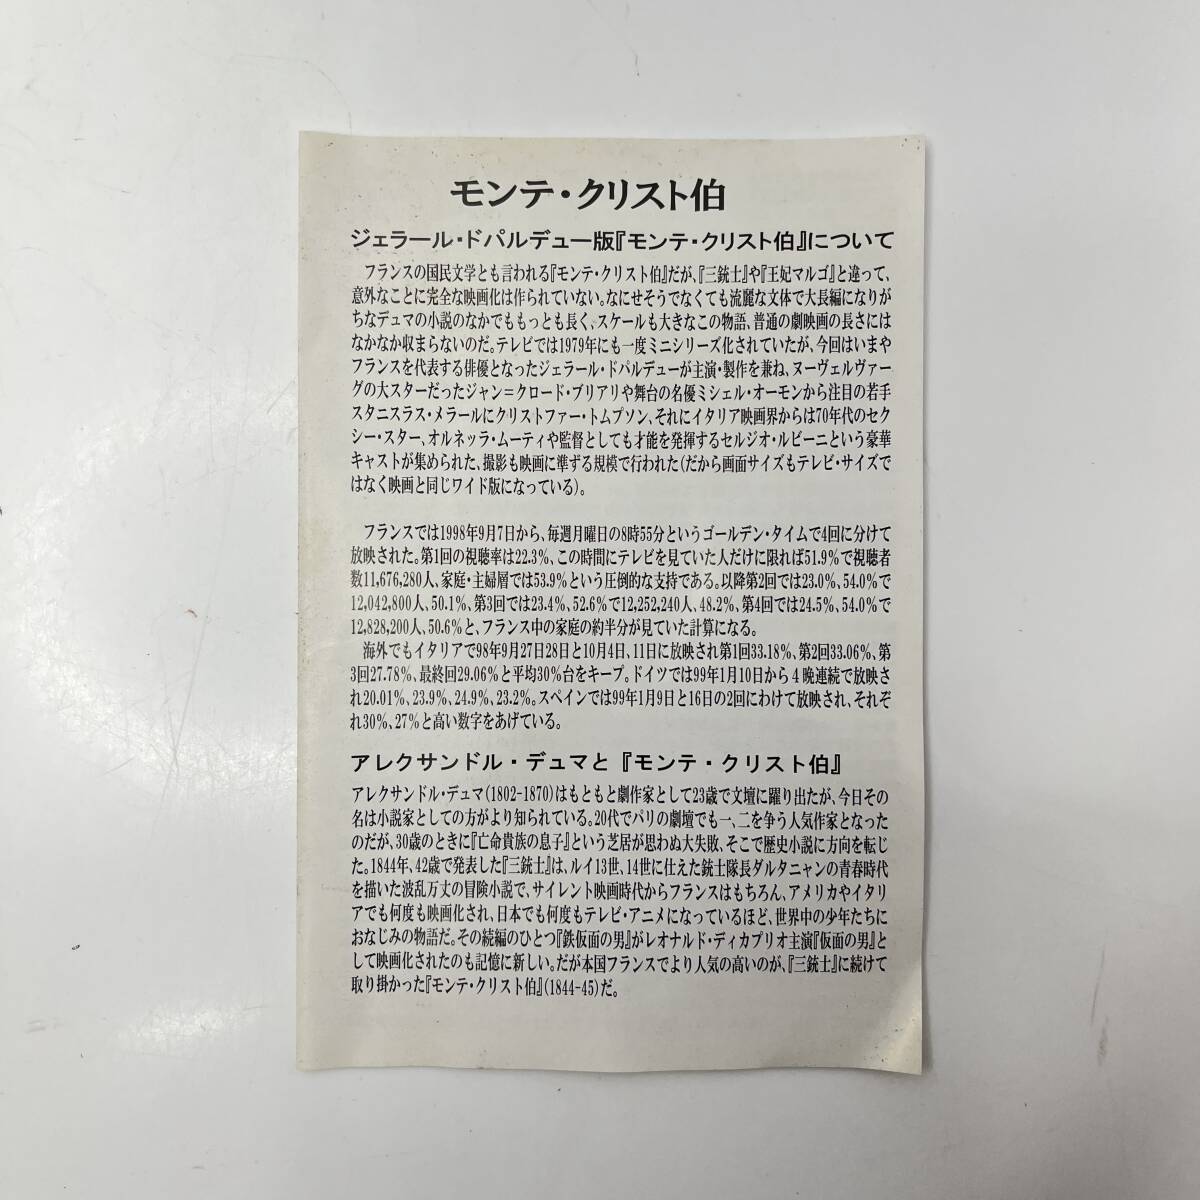 モンテ・クリスト伯
ジェラール・ドパルデュー版『モンテ・クリスト伯』について
フランスの国民文学とも言われる『モンテ・クリスト伯』だが、『三銃士』や『王妃マルゴ』と違って、
意外なことに完全な映画化は作られていない。なにせそうでなくても流麗な文体で大長編になりが
ちなデュマの小説のなかでももっとも長く、スケールも大きなこの物語、普通の劇映画の長さには
なかなか収まらないのだ。テレビでは1979年にも一度ミニシリーズ化されていたが、今回はいまや
フランスを代表する俳優となったジェラール・ドパルデューが主演・製作を兼ね、ヌーヴェルヴァー
グの大スターだったジャン＝クロード・ブリアリや舞台の名優ミシェル・オーモンから注目の若手
スタニスラス・メラールにクリストファー・トムプソン、それにイタリア映画界からは70年代のセク
シー・スター、オルネッラ・ムーティや監督としても才能を発揮するセルジオ・ルビーニという豪華
キャストが集められた、撮影も映画に準ずる規模で行われた（だから画面サイズもテレビ・サイズで
はなく映画と同じワイド版になっている）。
フランスでは1998年9月7日から、毎週月曜日の8時55分というゴールデン・タイムで4回に分けて
放映された。第1回の視聴率は22.3%、この時間にテレビを見ていた人だけに限れば51.9%で視聴者
数11,676,280人、家庭・主婦層では53.9%という圧倒的な支持である。以降第2回では23.0%、54.0%で
12,042,800人、50.1%、第3回では23.4%、52.6%で12,252,240人、48.2%、第4回では24.5%、54.0%で
12,828,200人、50.6%と、フランス中の家庭の約半分が見ていた計算になる。
海外でもイタリアで98年9月27日28日と10月4日、11日に放映され第1回33.18%、第2回33.06%、第
3回27.78%、最終回29.06%と平均30%台をキープ。ドイツでは99年1月10日から４晩連続で放映さ
れ20.01%、23.9%、24.9%、23.2%。スペインでは99年1月9日と16日の2回にわけて放映され、それぞ
れ30%、27%と高い数字をあげている。
アレクサンドル・デュマと『モンテ・クリスト伯』
アレクサンドル・デュマ（1802-1870）はもともと劇作家として23歳で文壇に躍り出たが、今日その
名は小説家としての方がより知られている。20代でパリの劇壇でも一、二を争う人気作家となった
のだが、30歳のときに『亡命貴族の息子』という芝居が思わぬ大失敗、そこで歴史小説に方向を転じ
た。1844年、42歳で発表した『三銃士』は、ルイ13世、14世に仕えた銃士隊長ダルタニャンの青春時代
を描いた波乱万丈の冒険小説で、サイレント映画時代からフランスはもちろん、アメリカやイタリ
アでも何度も映画化され、日本でも何度もテレビ・アニメになっているほど、世界中の少年たちに
おなじみの物語だ。その続編のひとつ『鉄仮面の男』がレオナルド・ディカプリオ主演『仮面の男』と
して映画化されたのも記憶に新しい。だが本国フランスでより人気の高いのが、『三銃士』に続けて
取り掛かった『モンテ・クリスト伯』（1844-45）だ。